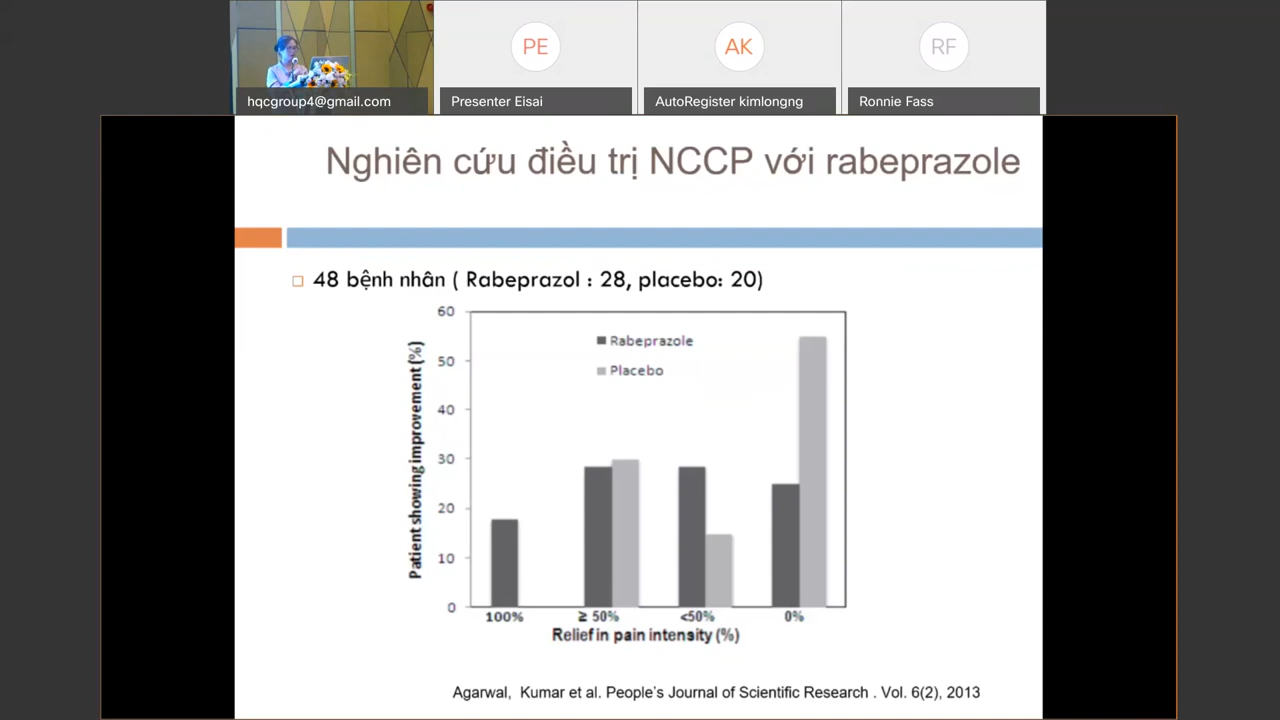 PE
AK
RF
hqcgroup4@gmail.com
Presenter Eisai
AutoRegister kimlongng
Ronnie Fass
Nghiên cứu điều trị NCCP với rabeprazole
48 bệnh nhân ( Rabeprazol : 28, placebo: 20)
60
50
40
30
20
10
0
Patient showing improvement (%)
Rabeprazole
Placebo
100% ≥ 50% <50% 0%
Relief in pain intensity (%)
Agarwal, Kumar et al. People's Journal of Scientific Research . Vol. 6(2), 2013